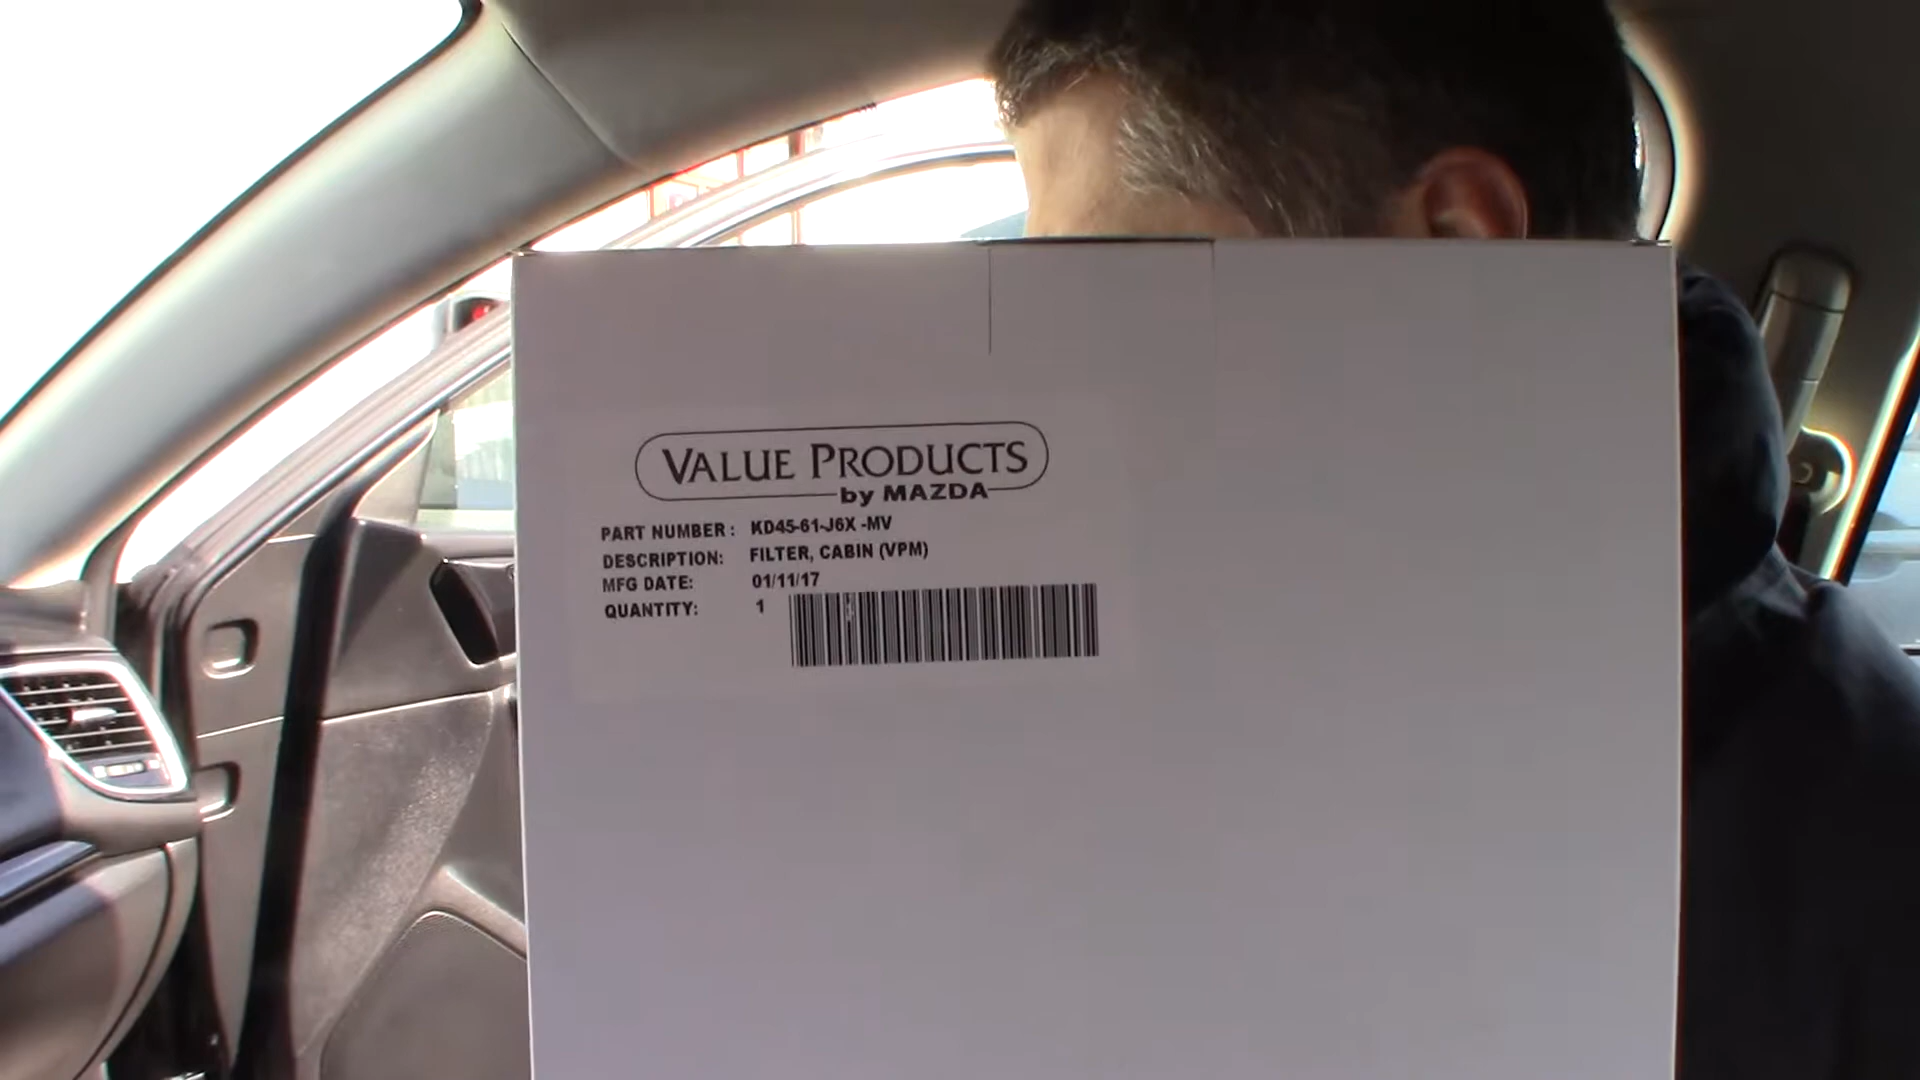 VALUE PRODUCTS
by MAZDA
PART NUMBER: KD45-61-J6X -MV
DESCRIPTION: FILTER, CABIN (VPM)
MFG DATE: 01/11/17
QUANTITY: 1